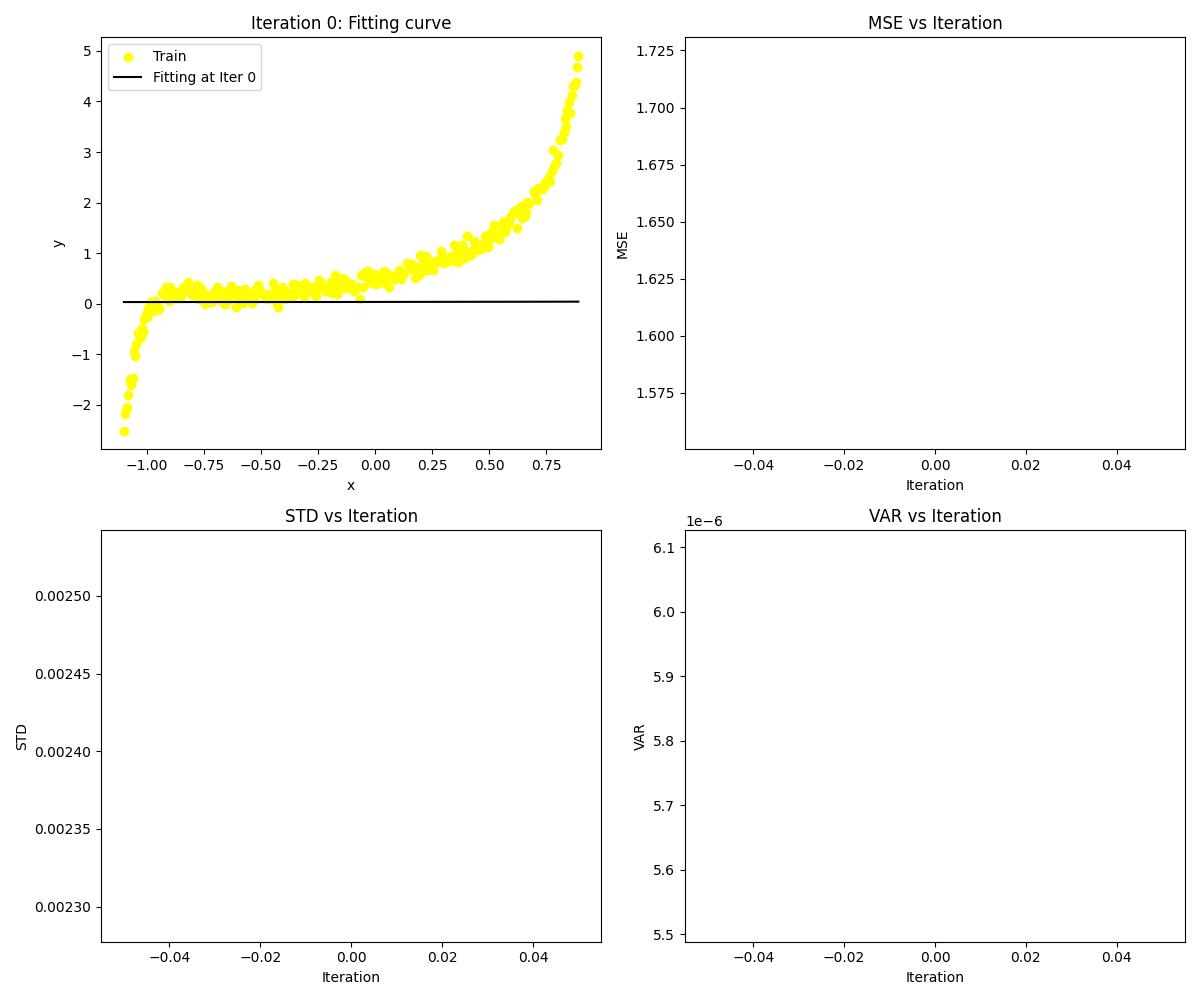 Iteration 0: Fitting curve
Train
Fitting at Iter 0
5
4
3
2
1
0
−1
−2
y
−1.00 −0.75 −0.50 −0.25 0.00 0.25 0.50 0.75
x
MSE vs Iteration
1.725
1.700
1.675
1.650
1.625
1.600
1.575
MSE
−0.04 −0.02 0.00 0.02 0.04
Iteration
STD vs Iteration
0.00250
0.00245
0.00240
0.00235
0.00230
STD
−0.04 −0.02 0.00 0.02 0.04
Iteration
VAR vs Iteration
1e−6
6.1
6.0
5.9
5.8
5.7
5.6
5.5
VAR
−0.04 −0.02 0.00 0.02 0.04
Iteration